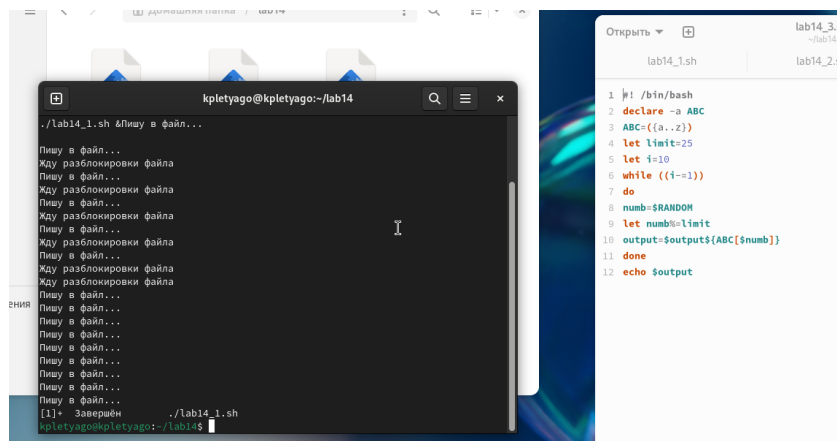 Домашняя папка / lab14
kpletyago@kpletyago:~/lab14
./lab14_1.sh &Пишу в файл...
Пишу в файл...
Жду разблокировки файла
Пишу в файл...
Жду разблокировки файла
Пишу в файл...
Жду разблокировки файла
Пишу в файл...
Жду разблокировки файла
Пишу в файл...
Жду разблокировки файла
Жду разблокировки файла
Пишу в файл...
Пишу в файл...
Пишу в файл...
Пишу в файл...
Пишу в файл...
Пишу в файл...
Пишу в файл...
Пишу в файл...
Пишу в файл...
[1]+  Завершён        ./lab14_1.sh
kpletyago@kpletyago:~/lab14$
ения
Открыть
lab14_3.
~/lab14
lab14_1.sh
lab14_2.
1 #! /bin/bash
2 declare -a ABC
3 ABC=({a..z})
4 let limit=25
5 let i=10
6 while ((i-=1))
7 do
8 numb=$RANDOM
9 let numb%=limit
10 output=$output${ABC[$numb]}
11 done
12 echo $output